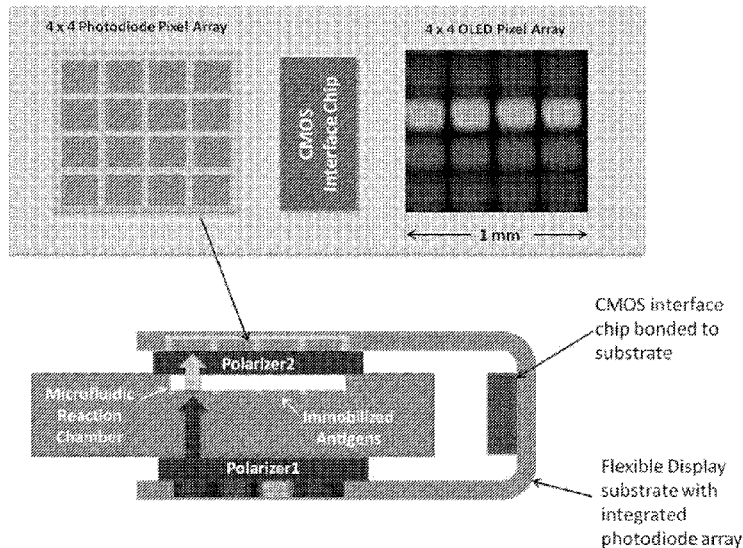 4 x 4 Photodiode Pixel Array
4 x 4 OLED Pixel Array
CMOS
Interface Chip
1 mm
CMOS interface
chip bonded to
substrate
Polarizer2
Microfluidic
Reaction
Chamber
Immobilized
Antigens
Polarizer1
Flexible Display
substrate with
integrated
photodiode array